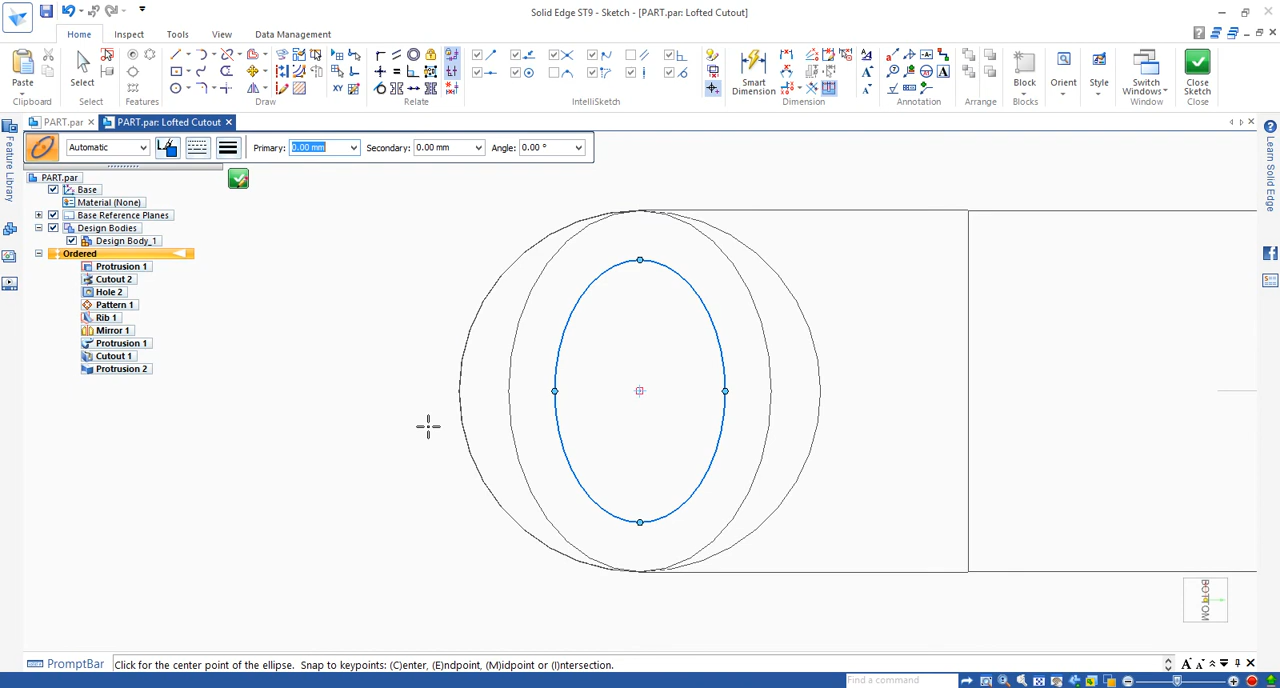 Solid Edge ST9 - Sketch - [PART.par: Lofted Cutout]
Home Inspect Tools View Data Management
Paste
Clipboard
Select
Select
Features
Draw
Relate
IntelliSketch
Smart
Dimension
Dimension
Annotation
Arrange
Block
Blocks
Orient
Style
Switch
Windows
Window
Close
Sketch
Close
PART.par PART.par: Lofted Cutout
Automatic Primary: 0.00 mm Secondary: 0.00 mm Angle: 0.00 °
Feature Library
Learn Solid Edge
PART.par
Base
Material (None)
Base Reference Planes
Design Bodies
Design Body_1
Ordered
Protrusion 1
Cutout 2
Hole 2
Pattern 1
Rib 1
Mirror 1
Protrusion 1
Cutout 1
Protrusion 2
BOTTOM
PromptBar Click for the center point of the ellipse. Snap to keypoints: (C)enter, (E)ndpoint, (M)idpoint or (I)ntersection.
Find a command